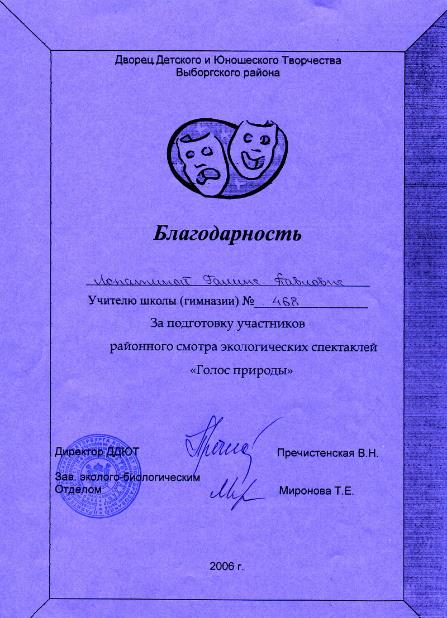 Дворец Детского и Юношеского Творчества
Выборгского района
Благодарность
Галине Павловне
Учителю школы (гимназии) № 468
За подготовку участников
районного смотра экологических спектаклей
«Голос природы»
Директор ДДЮТ Пречистенская В.Н.
Зав. эколого-биологическим
Отделом Миронова Т.Е.
2006 г.